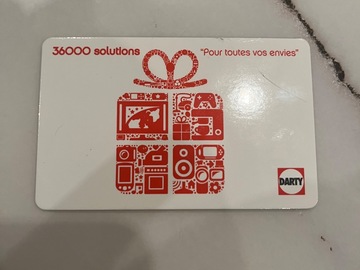 36000 solutions
"Pour toutes vos envies"
DARTY